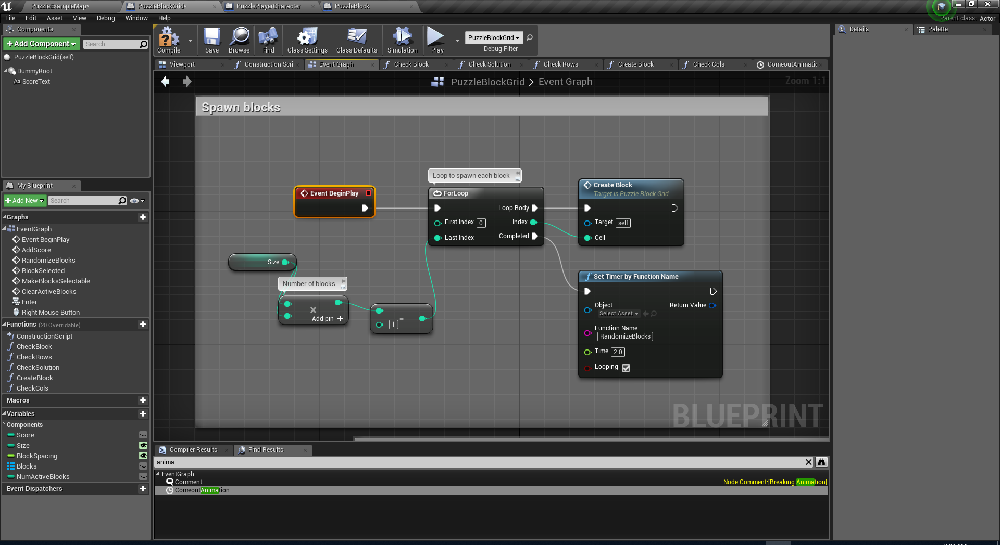 PuzzleExampleMap*
PuzzleBlockGrid*
PuzzlePlayerCharacter
PuzzleBlock
File Edit Asset View Debug Window Help
Parent class: Actor
Components
+ Add Component
Search
PuzzleBlockGrid(self)
DummyRoot
Aa ScoreText
Compile
Save
Browse
Find
Class Settings
Class Defaults
Simulation
Play
PuzzleBlockGrid
Debug Filter
Details
Palette
Viewport
Construction Scri
Event Graph
Check Block
Check Solution
Check Rows
Create Block
Check Cols
ComeoutAnimatic
PuzzleBlockGrid > Event Graph
Zoom 1:1
Spawn blocks
Loop to spawn each block
Event BeginPlay
ForLoop
Loop Body
First Index 0
Index
Last Index
Completed
Create Block
Target is Puzzle Block Grid
Target self
Cell
Size
Number of blocks
Add pin +
1
Set Timer by Function Name
Object
Select Asset
Return Value
Function Name
RandomizeBlocks
Time 2.0
Looping
BLUEPRINT
My Blueprint
+ Add New
Search
Graphs
EventGraph
Event BeginPlay
AddScore
RandomizeBlocks
BlockSelected
MakeBlocksSelectable
ClearActiveBlocks
Enter
Right Mouse Button
Functions (20 Overridable)
ConstructionScript
CheckBlock
CheckRows
CheckSolution
CreateBlock
CheckCols
Macros
Variables
Components
Score
Size
BlockSpacing
Blocks
NumActiveBlocks
Event Dispatchers
Compiler Results
Find Results
anima
EventGraph
Comment
Node Comment:[Breaking Animation]
ComeoutAnimation